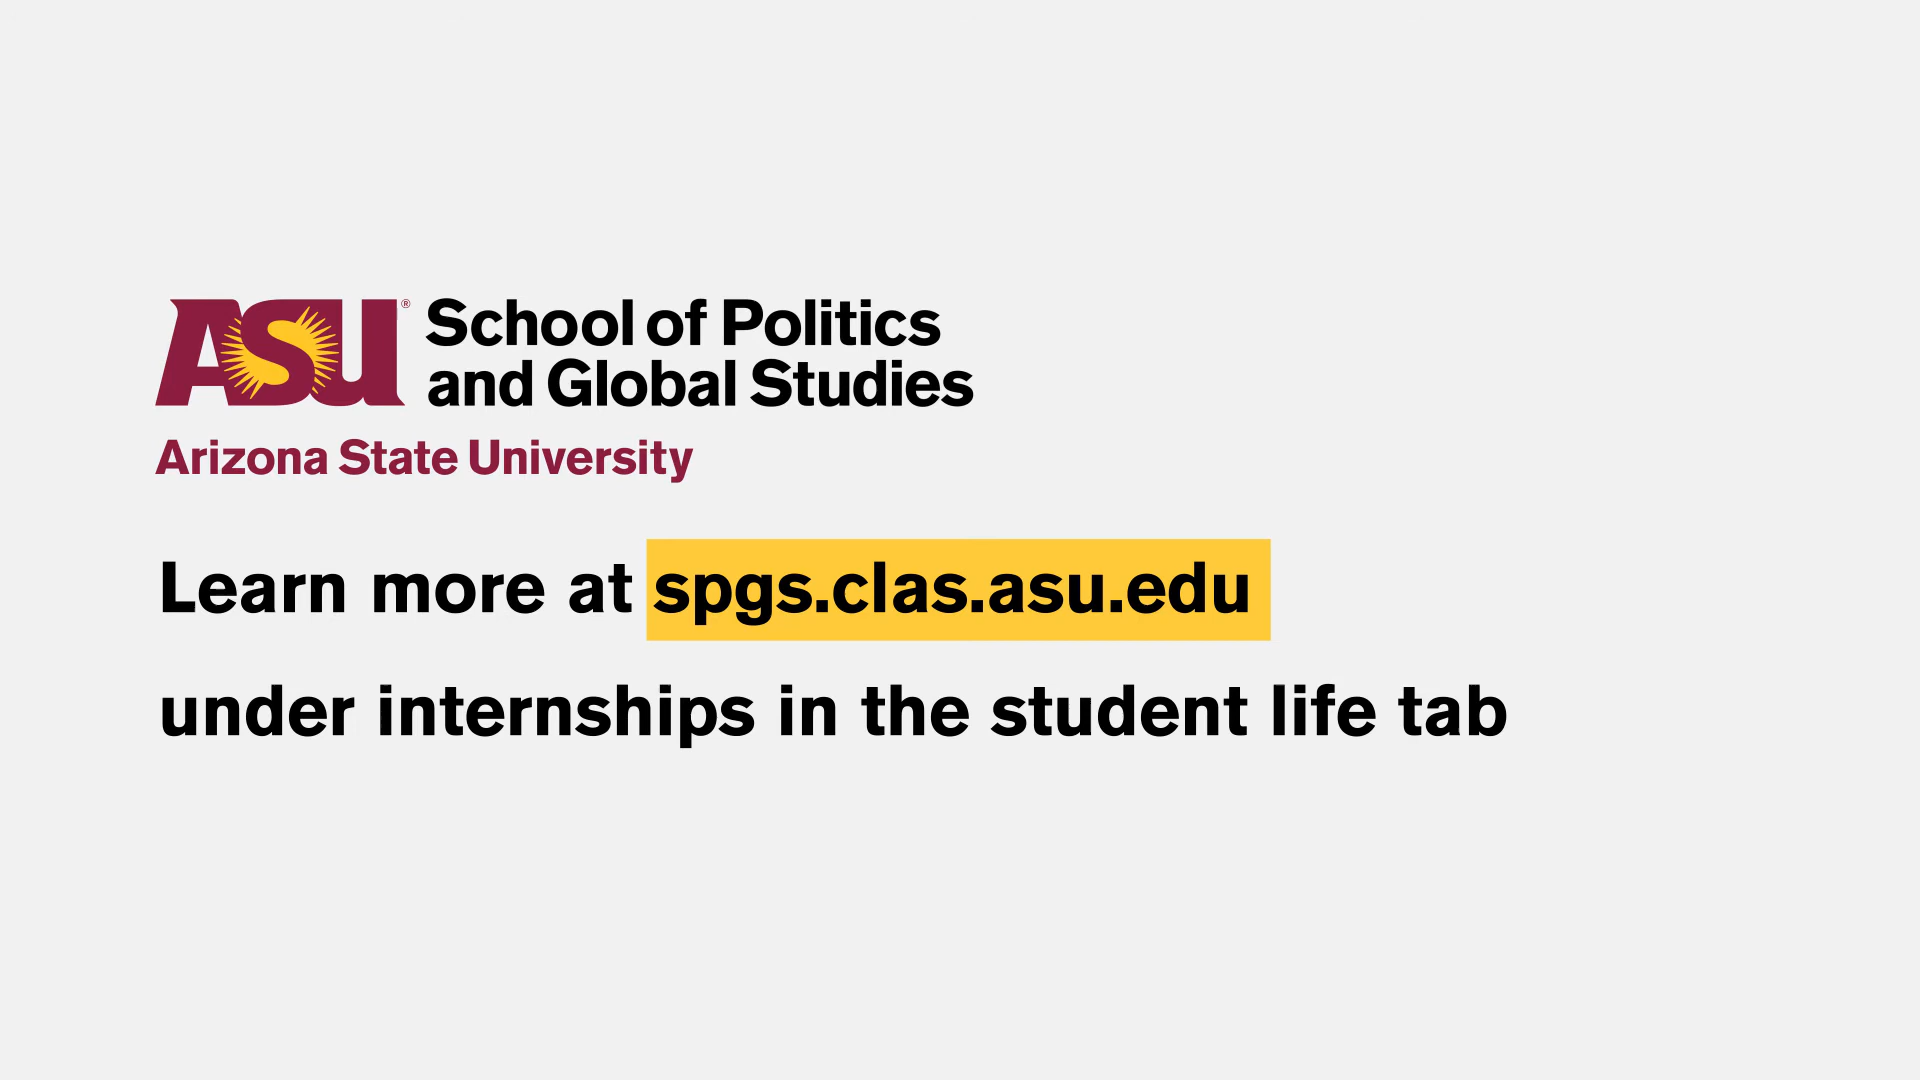 ASU® School of Politics
and Global Studies
Arizona State University
Learn more at spgs.clas.asu.edu
under internships in the student life tab